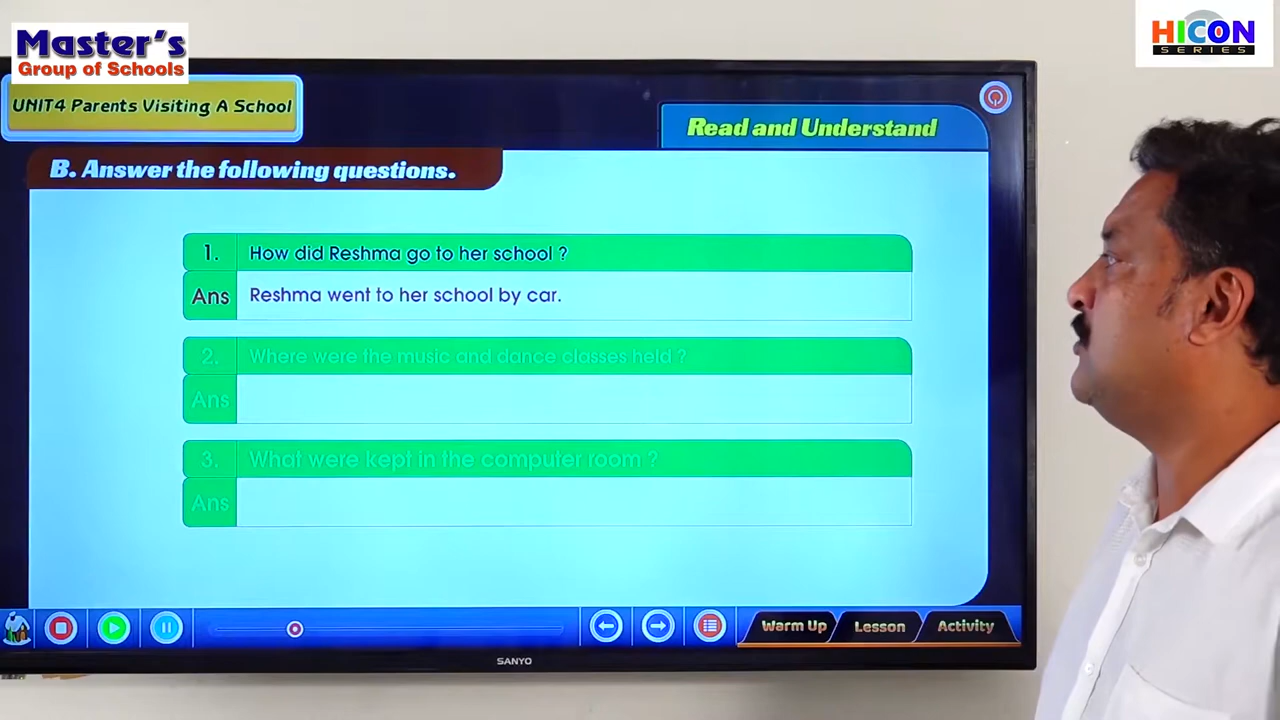 Master's
Group of Schools
HICON
SERIES
UNIT4 Parents Visiting A School
Read and Understand
B. Answer the following questions.
1. How did Reshma go to her school ?
Ans Reshma went to her school by car.
2. Where were the music and dance classes held ?
Ans
3. What were kept in the computer room ?
Ans
Warm Up Lesson Activity
SANYO